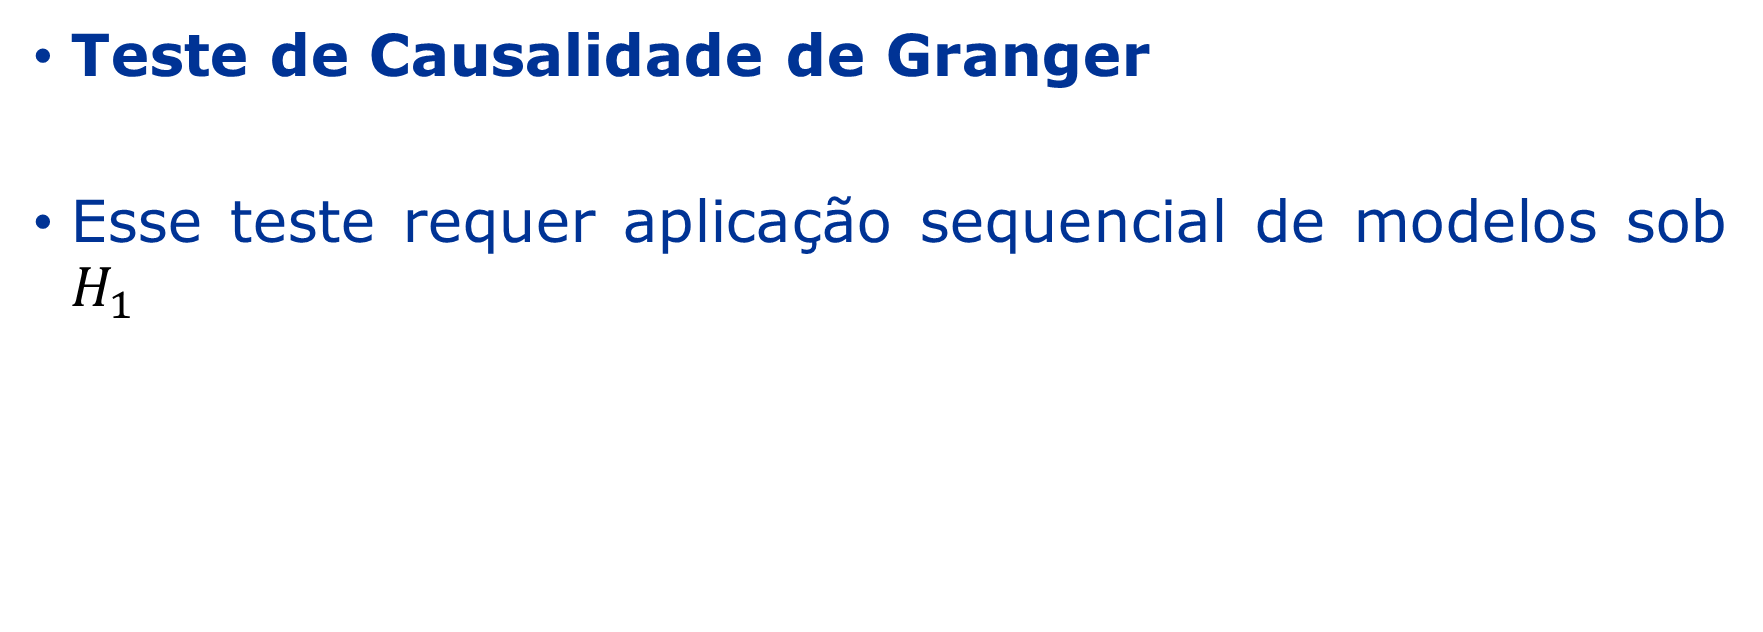 • Teste de Causalidade de Granger
• Esse teste requer aplicação sequencial de modelos sob
H₁